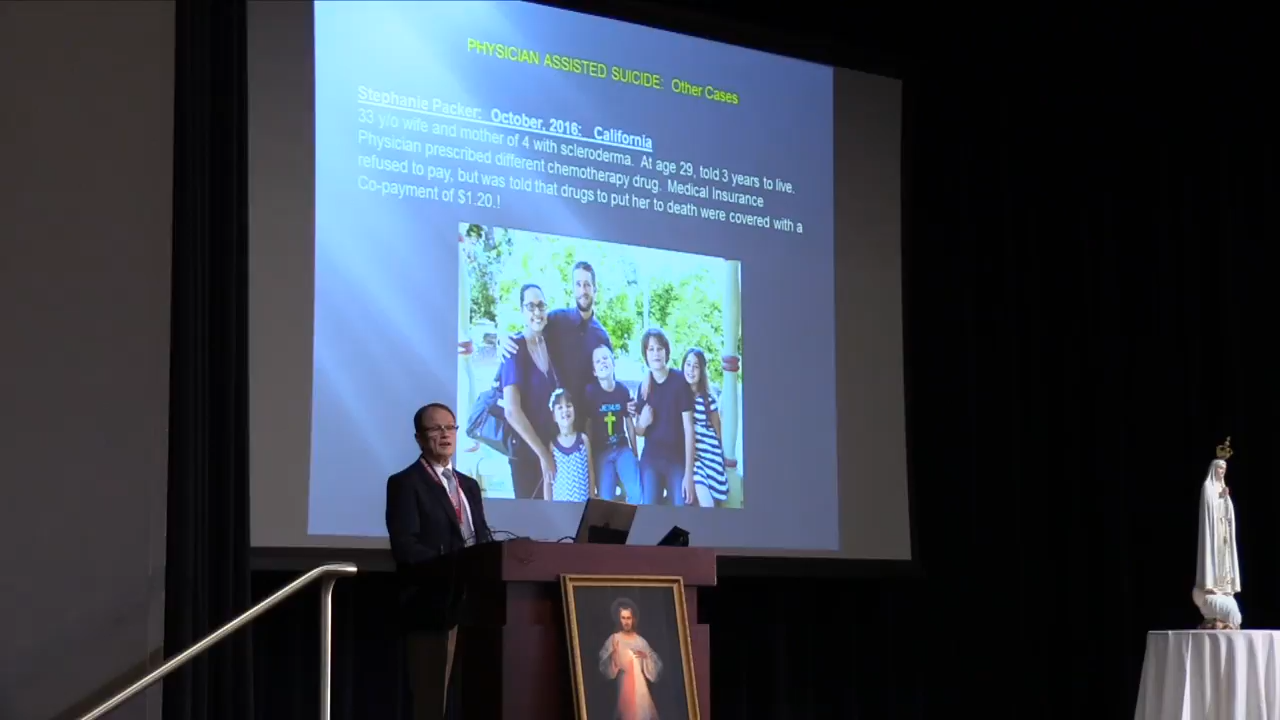 PHYSICIAN ASSISTED SUICIDE: Other Cases
Stephanie Packer: October, 2016: California
33 y/o wife and mother of 4 with scleroderma. At age 29, told 3 years to live.
Physician prescribed different chemotherapy drug. Medical Insurance
refused to pay, but was told that drugs to put her to death were covered with a
Co-payment of $1.20.!
JESUS